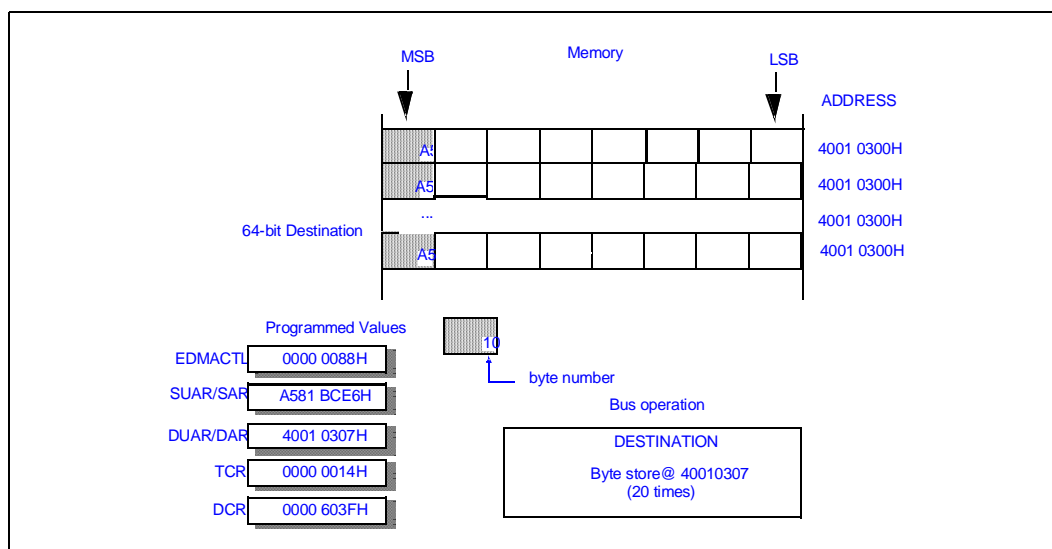 MSB
Memory
LSB
ADDRESS
A5
4001 0300H
A5
4001 0300H
...
4001 0300H
64-bit Destination
A5
4001 0300H
Programmed Values
10
EDMACTL 0000 0088H
byte number
SUAR/SAR A581 BCE6H
Bus operation
DUAR/DAR 4001 0307H
DESTINATION
TCR 0000 0014H
Byte store@ 40010307
(20 times)
DCR 0000 603FH